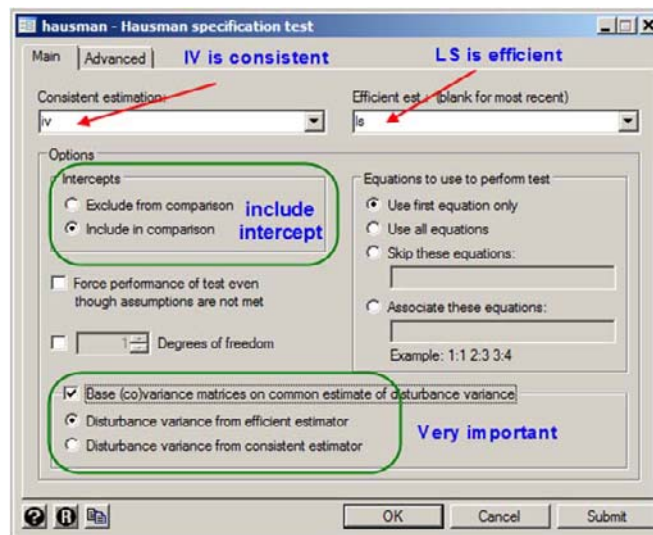 hausman - Hausman specification test
Main Advanced IV is consistent LS is efficient
Consistent estimation: Efficient est.: (blank for most recent)
iv ls
Options
Intercepts
Exclude from comparison
Include in comparison
include
intercept
Equations to use to perform test
Use first equation only
Use all equations
Skip these equations:
Associate these equations:
Example: 1:1 2:3 3:4
Force performance of test even
though assumptions are not met
1 Degrees of freedom
Base (co)variance matrices on common estimate of disturbance variance
Disturbance variance from efficient estimator
Disturbance variance from consistent estimator
Very important
? R OK Cancel Submit